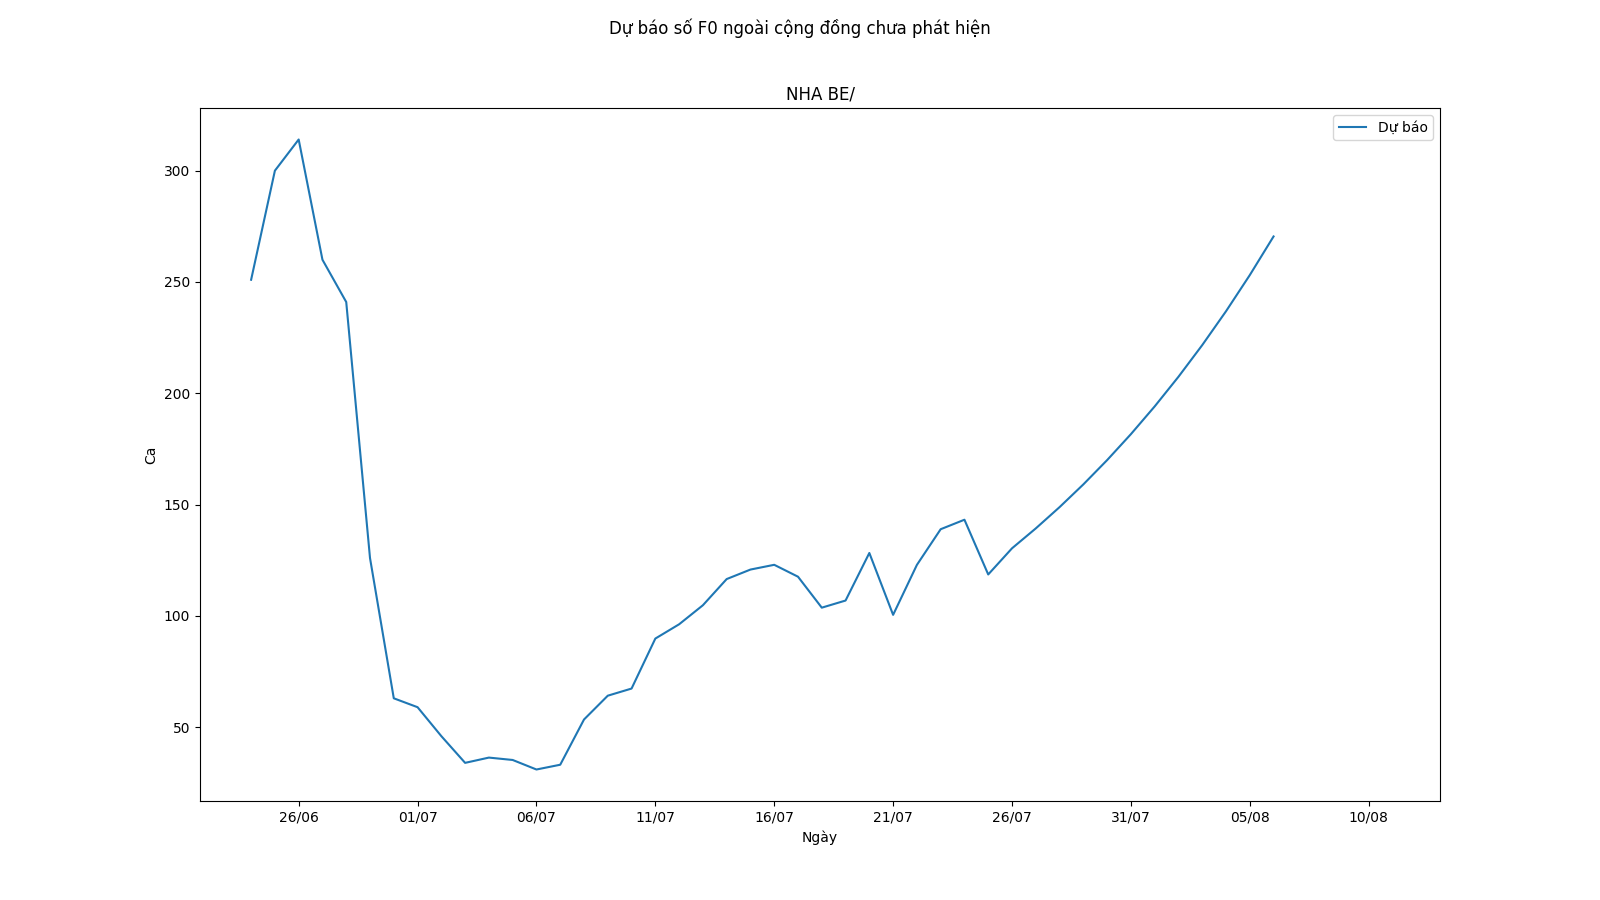 Dự báo số F0 ngoài cộng đồng chưa phát hiện
NHA BE/
Dự báo
300
250
200
150
100
50
Ca
26/06 01/07 06/07 11/07 16/07 21/07 26/07 31/07 05/08 10/08
Ngày